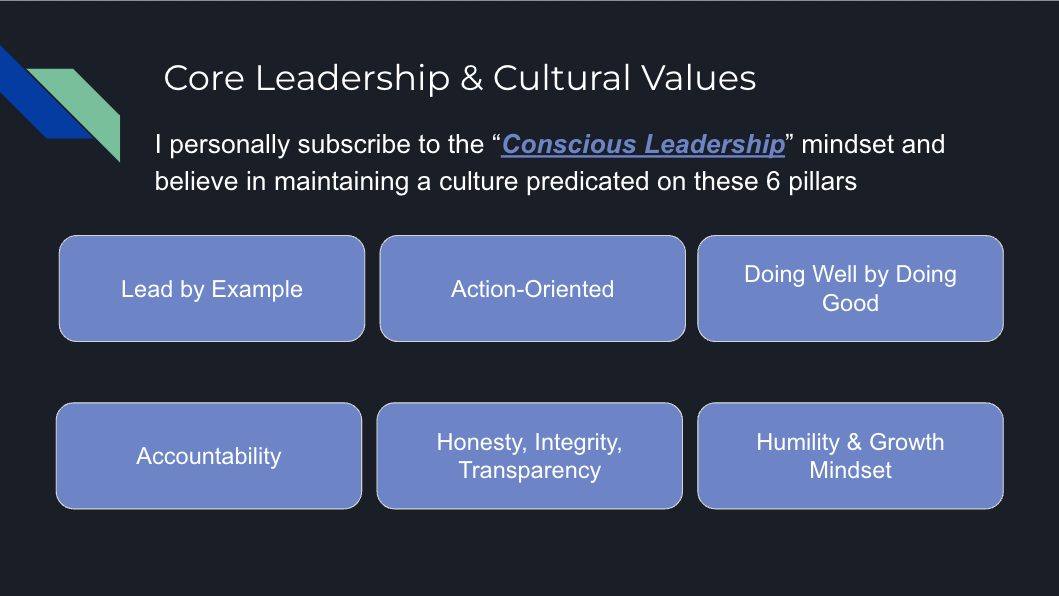 Core Leadership & Cultural Values
I personally subscribe to the “Conscious Leadership” mindset and
believe in maintaining a culture predicated on these 6 pillars
Lead by Example
Action-Oriented
Doing Well by Doing
Good
Accountability
Honesty, Integrity,
Transparency
Humility & Growth
Mindset